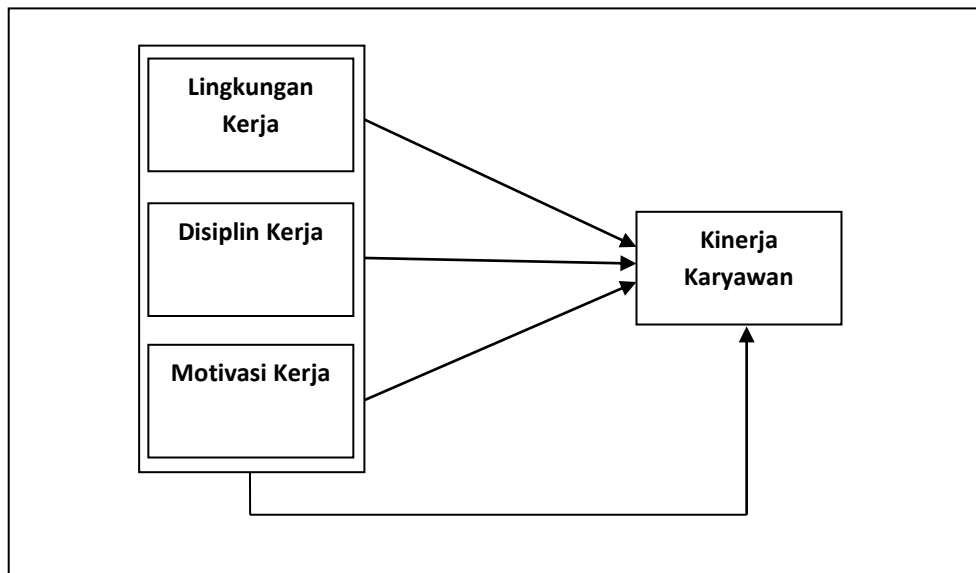 Lingkungan
Kerja
Disiplin Kerja
Kinerja
Karyawan
Motivasi Kerja